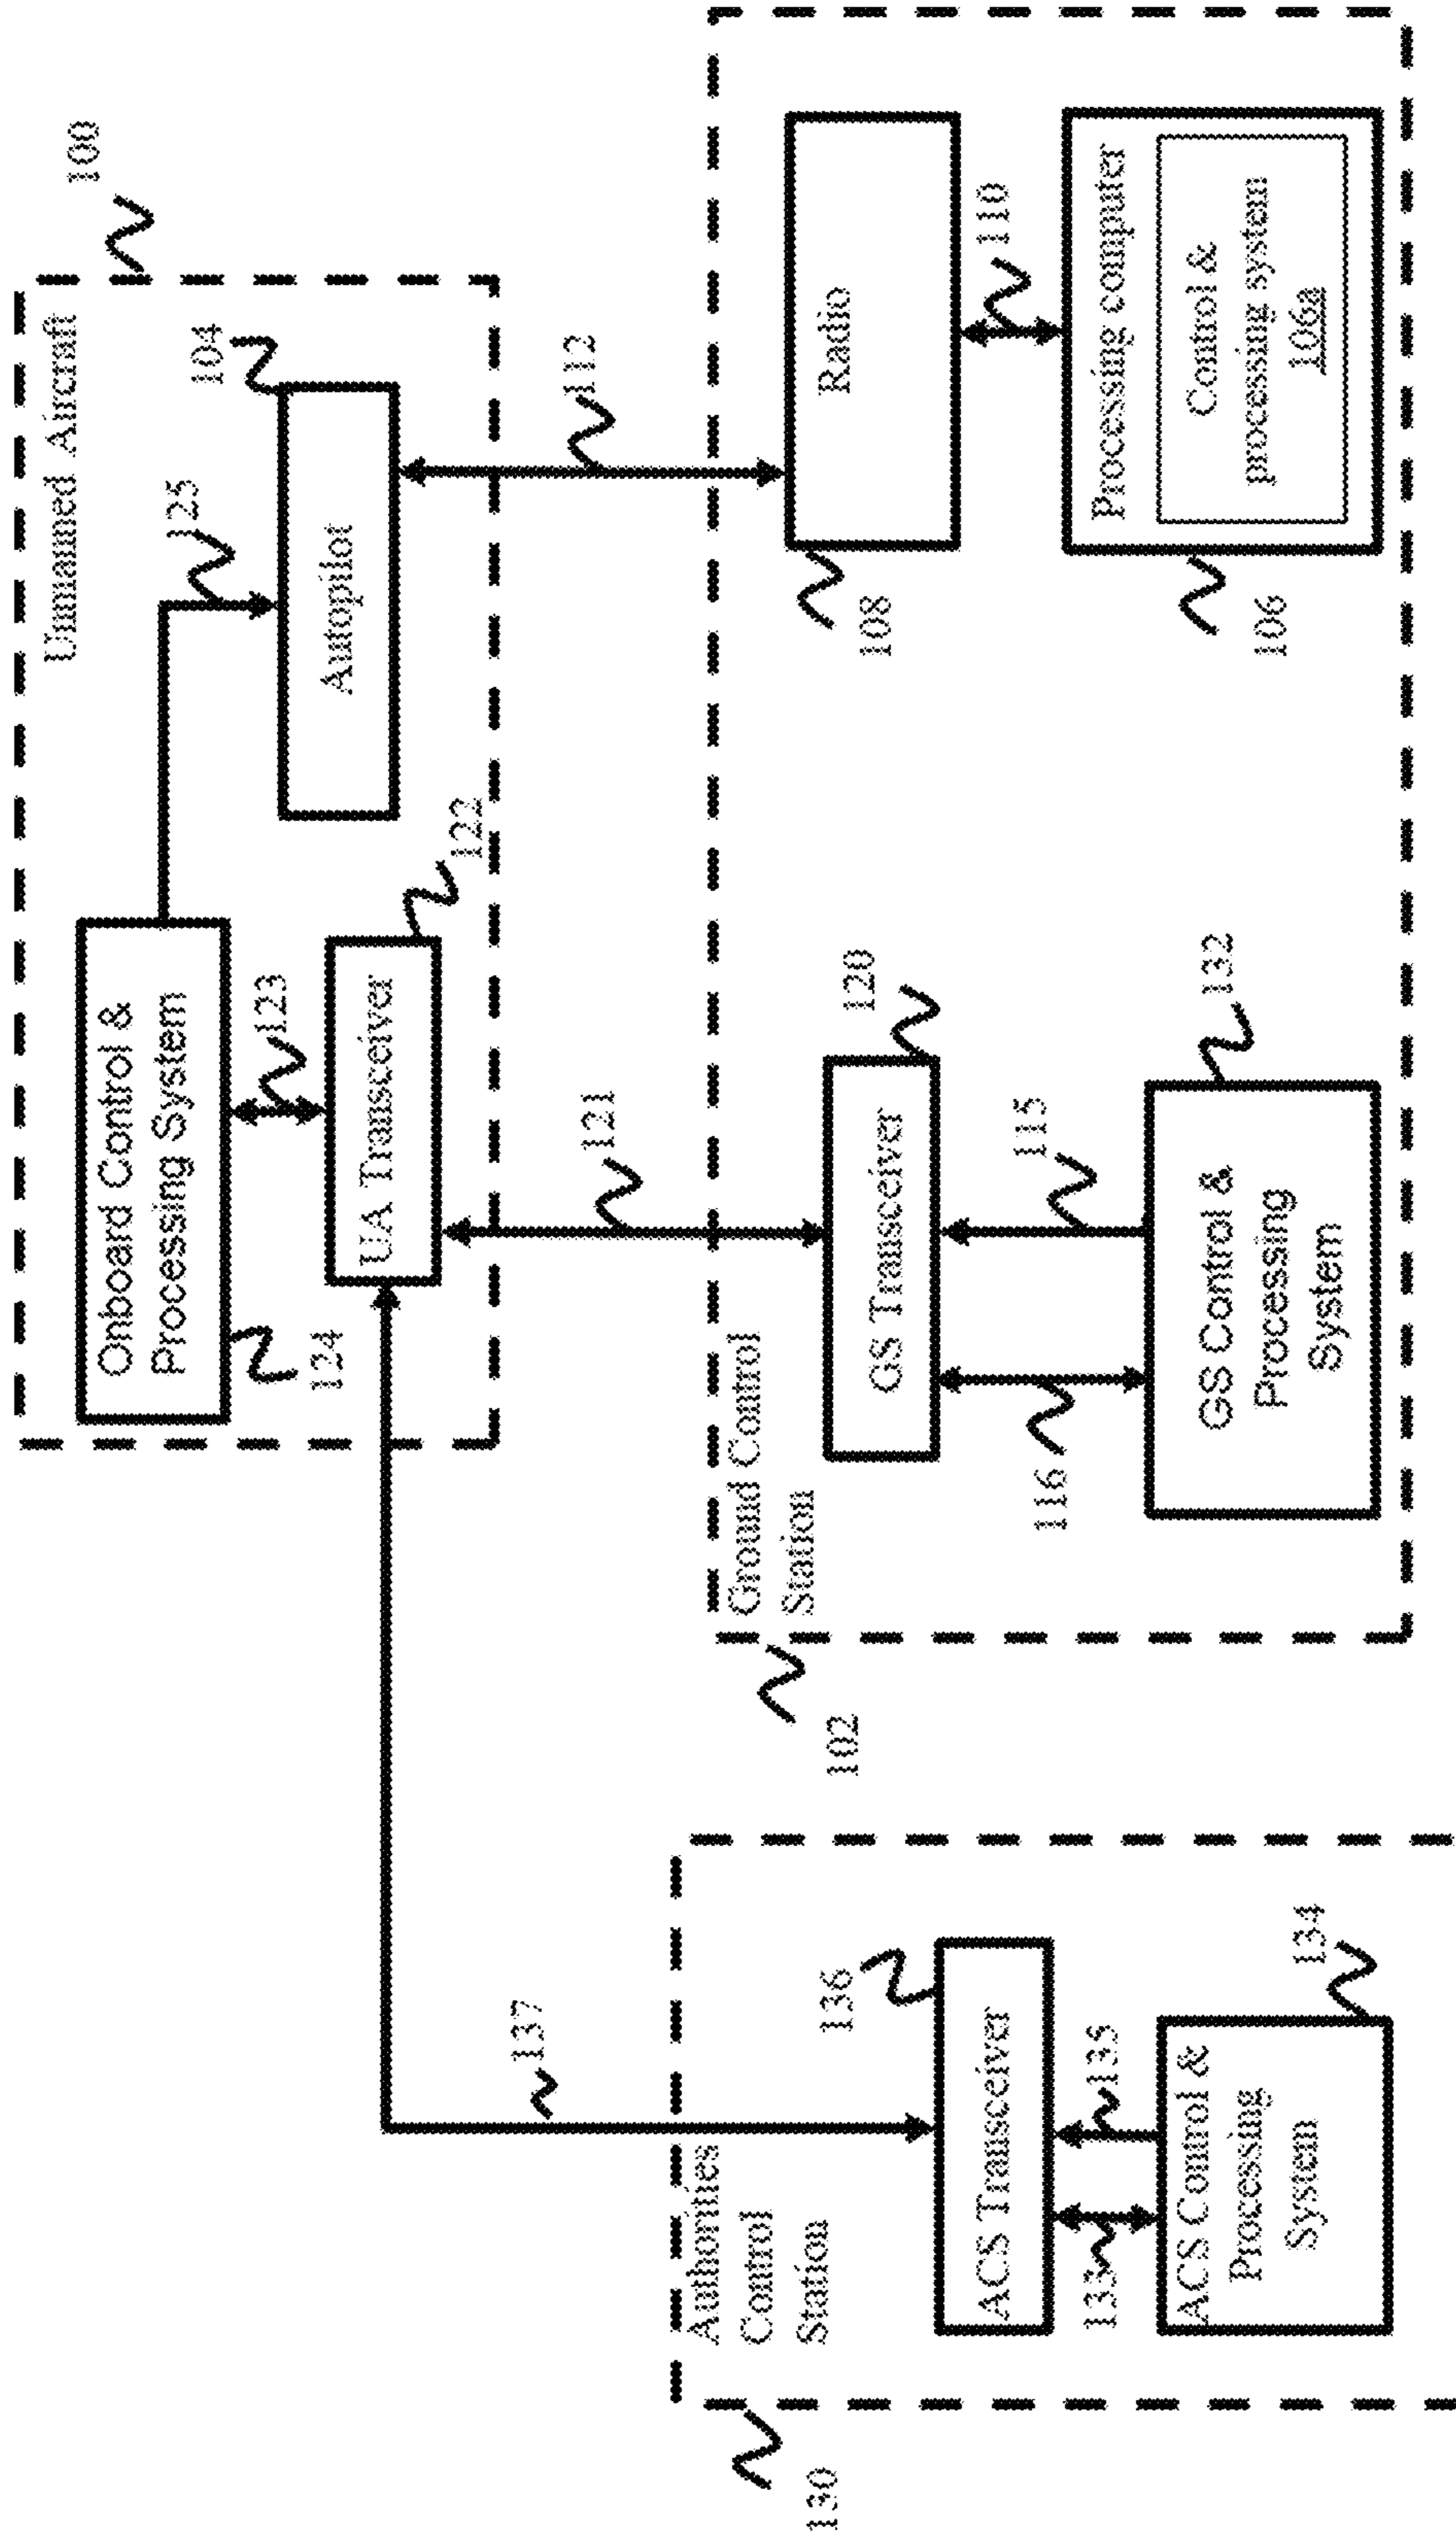 100
Unmanned Aircraft
Onboard Control &
Processing System
125
104
123
124
UA Transceiver
122
Autopilot
137
121
112
Authorities
Control
Station
136
ACS Transceiver
135
135
ACS Control &
Processing
System
134
130
Ground Control
Station
102
120
GS Transceiver
116
115
GS Control &
Processing
System
132
Radio
108
110
Processing computer
Control &
processing system
106a
106